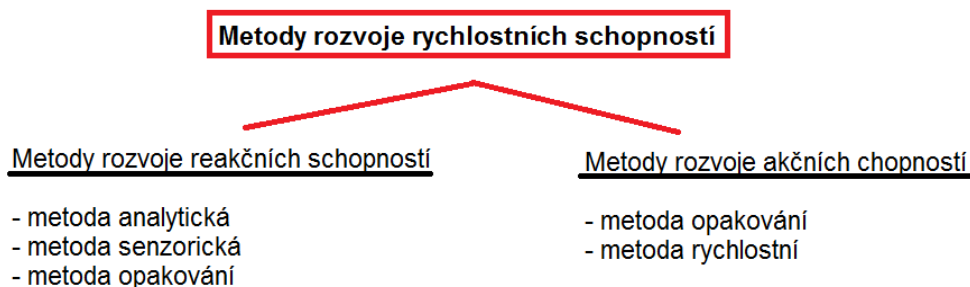 Metody rozvoje rychlostních schopností
Metody rozvoje reakčních schopností
- metoda analytická
- metoda senzorická
- metoda opakování
Metody rozvoje akčních chopností
- metoda opakování
- metoda rychlostní